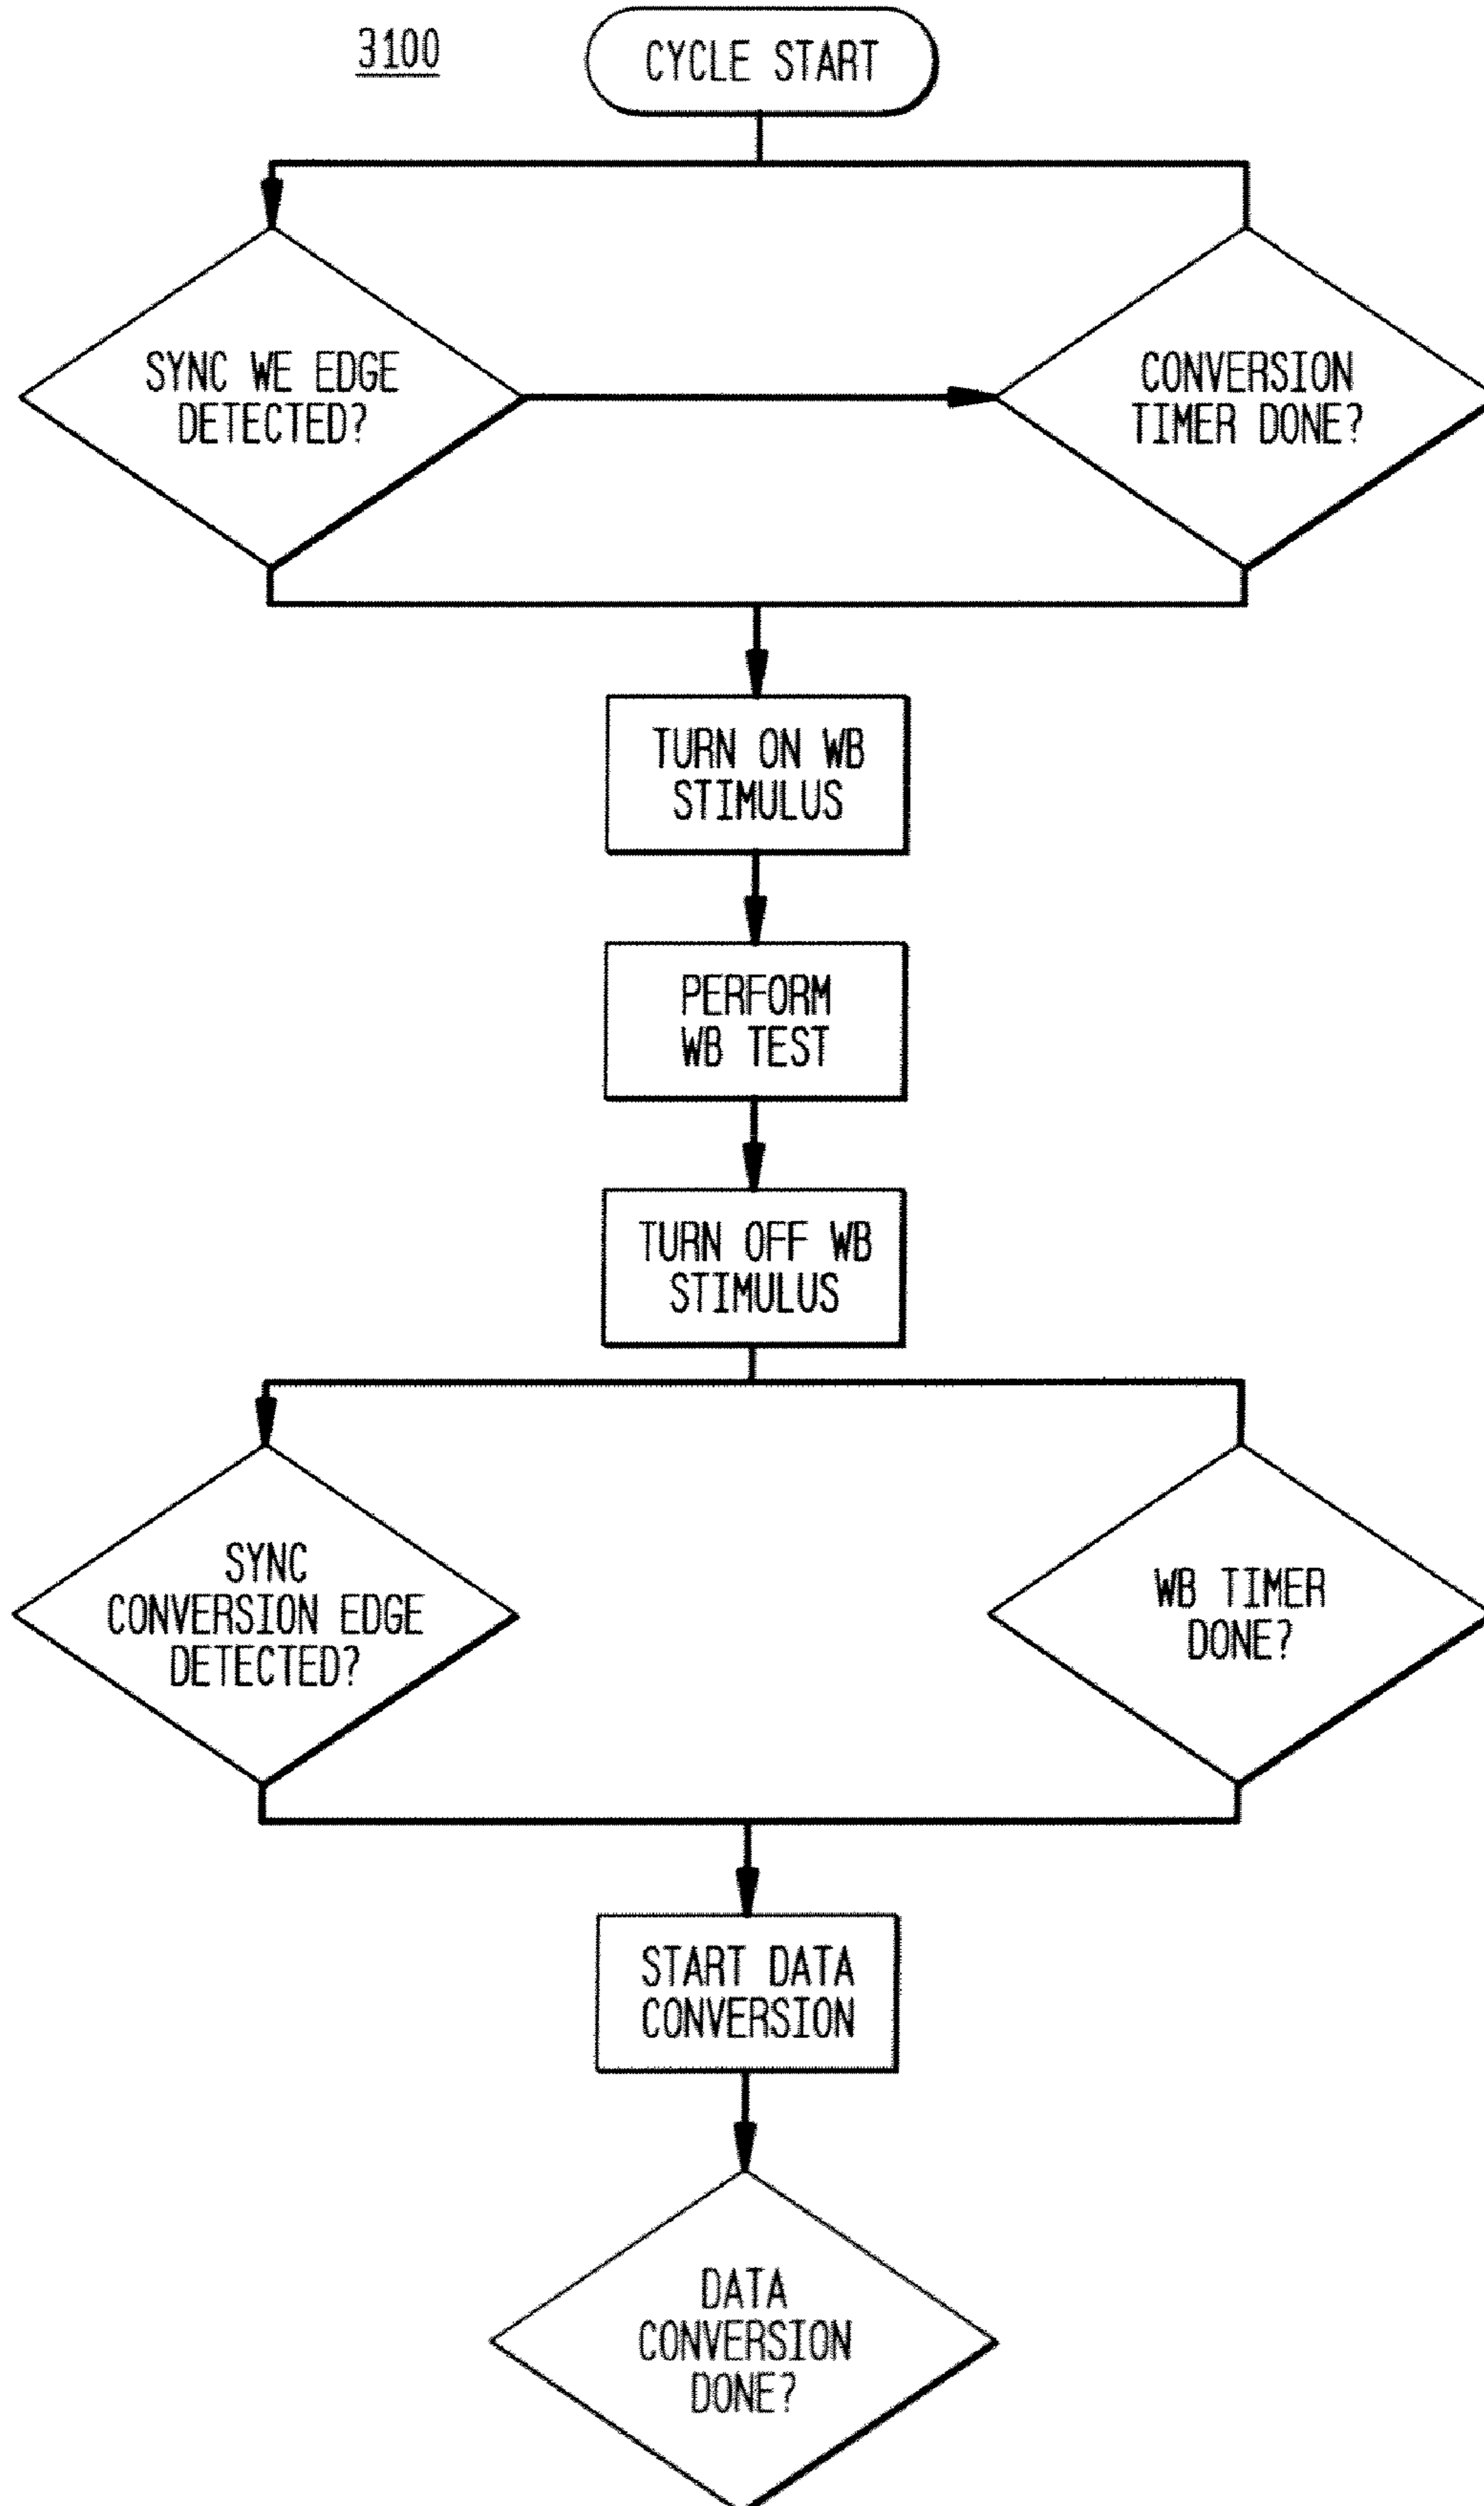 3100
CYCLE START
SYNC WE EDGE
DETECTED?
CONVERSION
TIMER DONE?
TURN ON WB
STIMULUS
PERFORM
WB TEST
TURN OFF WB
STIMULUS
SYNC
CONVERSION EDGE
DETECTED?
WB TIMER
DONE?
START DATA
CONVERSION
DATA
CONVERSION
DONE?